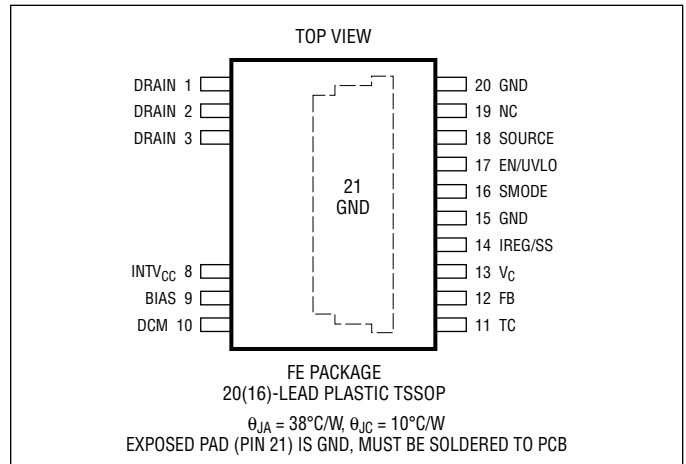 TOP VIEW
DRAIN 1
DRAIN 2
DRAIN 3
INTVCC 8
BIAS 9
DCM 10
21
GND
20 GND
19 NC
18 SOURCE
17 EN/UVLO
16 SMODE
15 GND
14 IREG/SS
13 VC
12 FB
11 TC
FE PACKAGE
20(16)-LEAD PLASTIC TSSOP
θJA = 38°C/W, θJC = 10°C/W
EXPOSED PAD (PIN 21) IS GND, MUST BE SOLDERED TO PCB